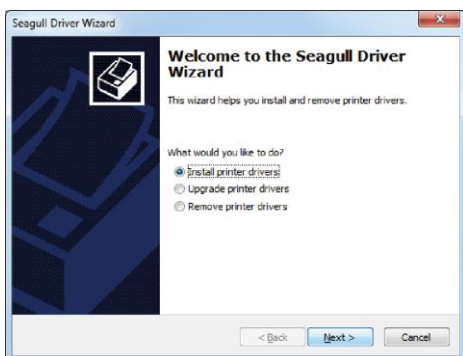 Seagull Driver Wizard
Welcome to the Seagull Driver
Wizard
This wizard helps you install and remove printer drivers.
What would you like to do?
Install printer drivers
Upgrade printer drivers
Remove printer drivers
< Back
Next >
Cancel